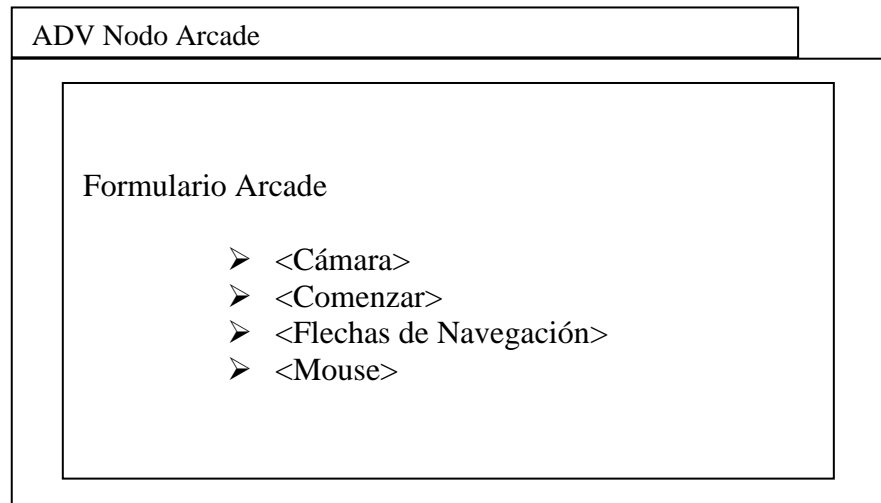 ADV Nodo Arcade
Formulario Arcade
➢ <Cámara>
➢ <Comenzar>
➢ <Flechas de Navegación>
➢ <Mouse>